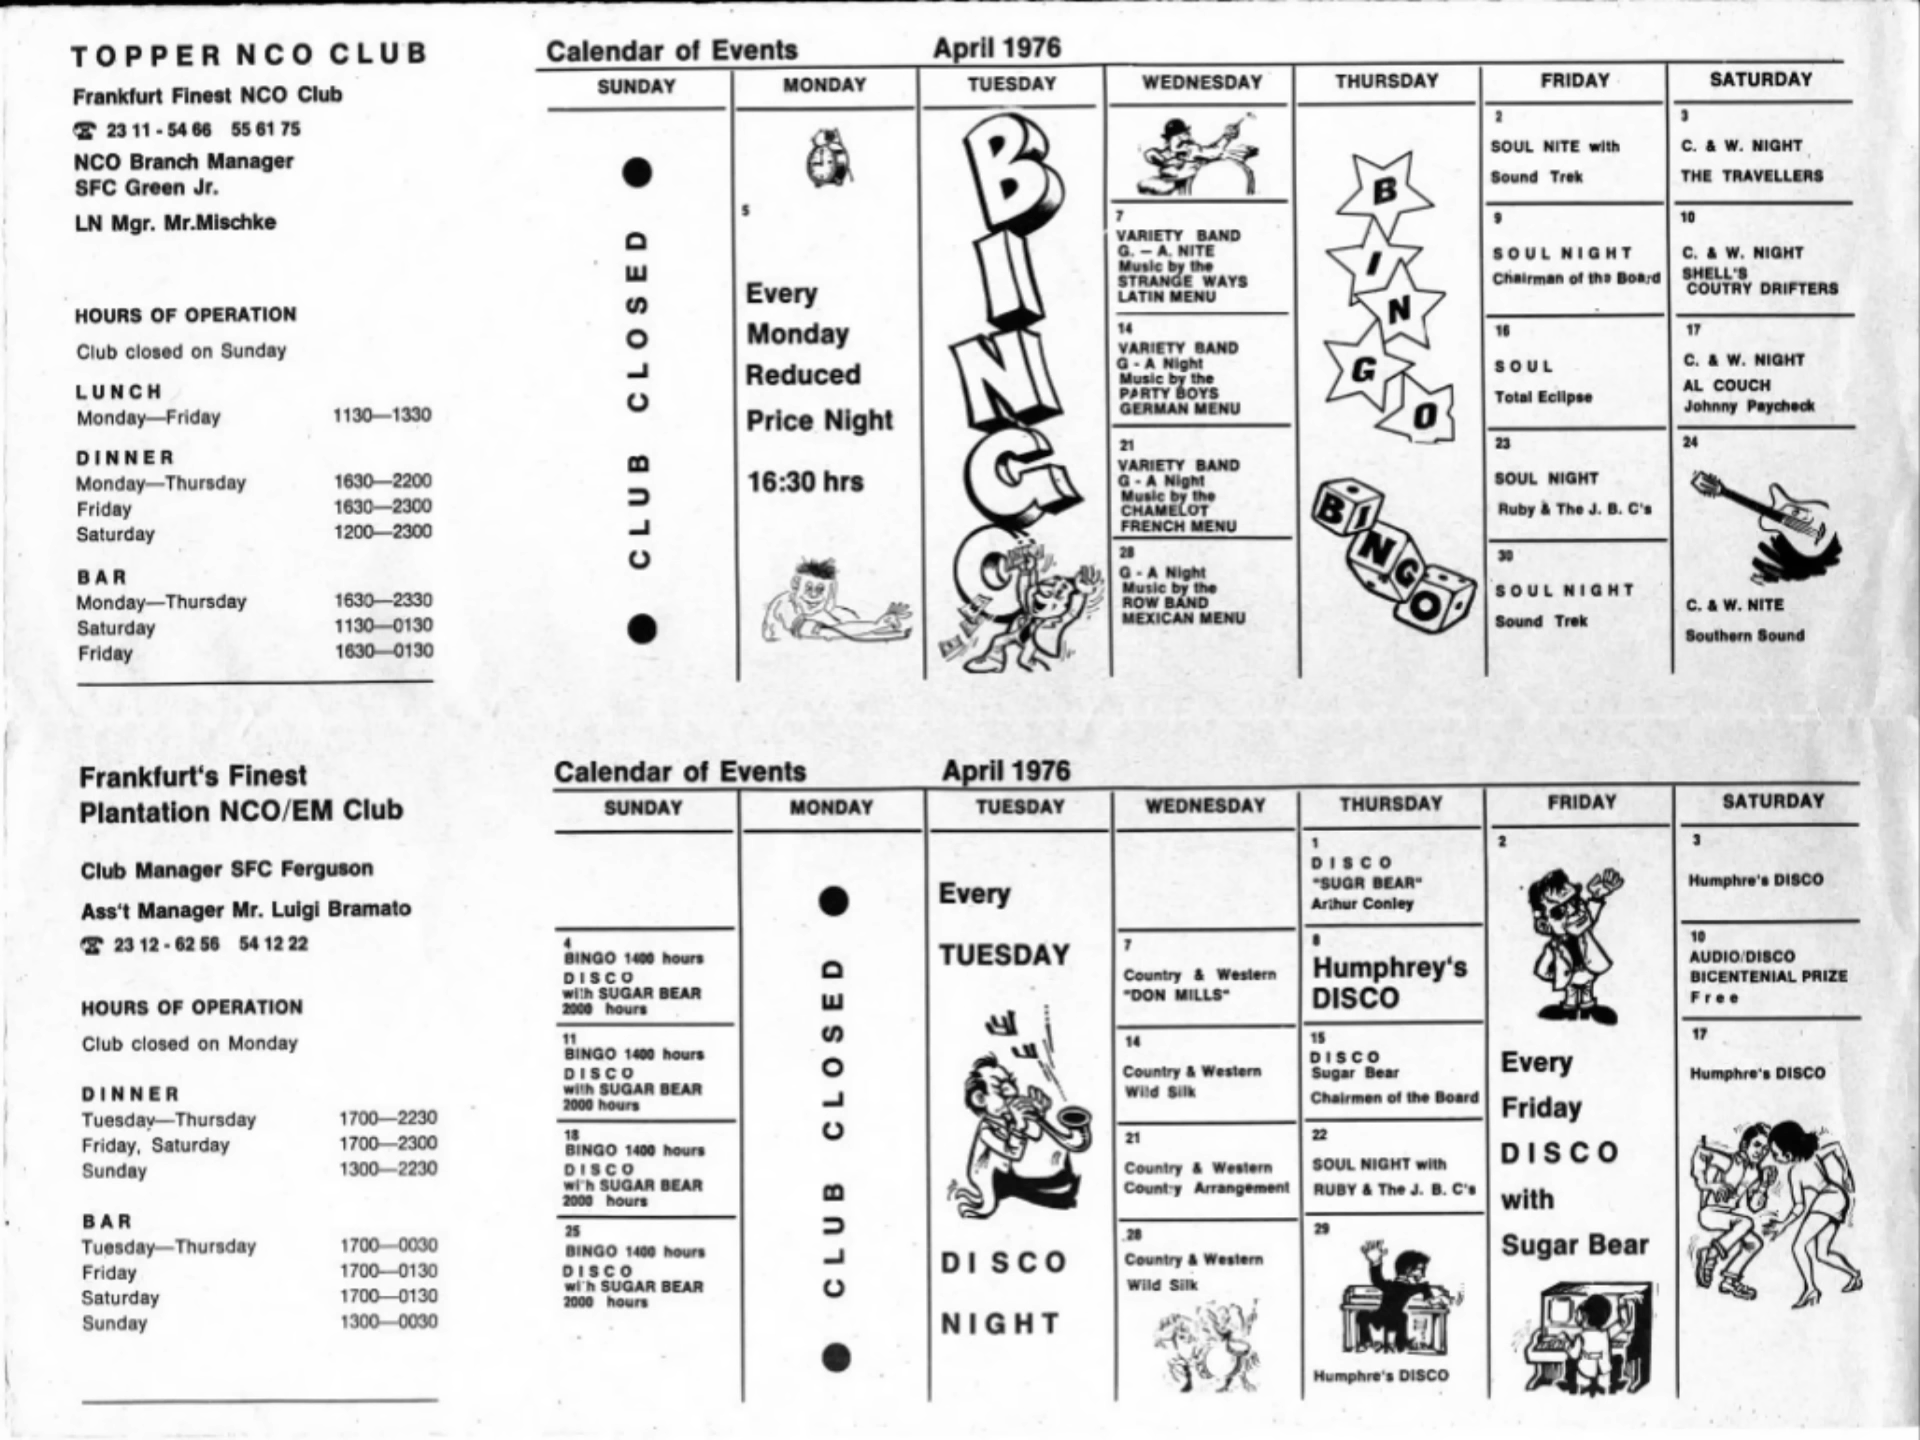 TOPPER NCO CLUB
Frankfurt Finest NCO Club
☎ 23 11 - 54 66 55 61 75
NCO Branch Manager
SFC Green Jr.
LN Mgr. Mr.Mischke
HOURS OF OPERATION
Club closed on Sunday
LUNCH
Monday—Friday 1130—1330
DINNER
Monday—Thursday 1630—2200
Friday 1630—2300
Saturday 1200—2300
BAR
Monday—Thursday 1630—2330
Saturday 1130—0130
Friday 1630—0130
Calendar of Events April 1976
SUNDAY MONDAY TUESDAY WEDNESDAY THURSDAY FRIDAY SATURDAY
CLUB CLOSED
5
Every
Monday
Reduced
Price Night
16:30 hrs
BINGO
7
VARIETY BAND
G. – A. NITE
Music by the
STRANGE WAYS
LATIN MENU
14
VARIETY BAND
G - A Night
Music by the
PARTY BOYS
GERMAN MENU
21
VARIETY BAND
G - A Night
Music by the
CHAMELOT
FRENCH MENU
28
G - A Night
Music by the
ROW BAND
MEXICAN MENU
BINGO
BINGO
2
SOUL NITE with
Sound Trek
9
SOUL NIGHT
Chairman of the Board
16
SOUL
Total Eclipse
23
SOUL NIGHT
Ruby & The J. B. C's
30
SOUL NIGHT
Sound Trek
3
C. & W. NIGHT
THE TRAVELLERS
10
C. & W. NIGHT
SHELL'S
COUTRY DRIFTERS
17
C. & W. NIGHT
AL COUCH
Johnny Paycheck
24
C. & W. NITE
Southern Sound
Frankfurt's Finest
Plantation NCO/EM Club
Club Manager SFC Ferguson
Ass't Manager Mr. Luigi Bramato
☎ 23 12 - 62 56 54 12 22
HOURS OF OPERATION
Club closed on Monday
DINNER
Tuesday—Thursday 1700—2230
Friday, Saturday 1700—2300
Sunday 1300—2230
BAR
Tuesday—Thursday 1700—0030
Friday 1700—0130
Saturday 1700—0130
Sunday 1300—0030
Calendar of Events April 1976
SUNDAY MONDAY TUESDAY WEDNESDAY THURSDAY FRIDAY SATURDAY
4
BINGO 1400 hours
DISCO
with SUGAR BEAR
2000 hours
11
BINGO 1400 hours
DISCO
with SUGAR BEAR
2000 hours
18
BINGO 1400 hours
DISCO
with SUGAR BEAR
2000 hours
25
BINGO 1400 hours
DISCO
with SUGAR BEAR
2000 hours
CLUB CLOSED
Every
TUESDAY
DISCO
NIGHT
7
Country & Western
"DON MILLS"
14
Country & Western
Wild Silk
21
Country & Western
Country Arrangement
28
Country & Western
Wild Silk
1
DISCO
"SUGR BEAR"
Arthur Conley
8
Humphrey's
DISCO
15
DISCO
Sugar Bear
Chairmen of the Board
22
SOUL NIGHT with
RUBY & The J. B. C's
29
Humphre's DISCO
2
Every
Friday
DISCO
with
Sugar Bear
3
Humphre's DISCO
10
AUDIO/DISCO
BICENTENIAL PRIZE
Free
17
Humphre's DISCO